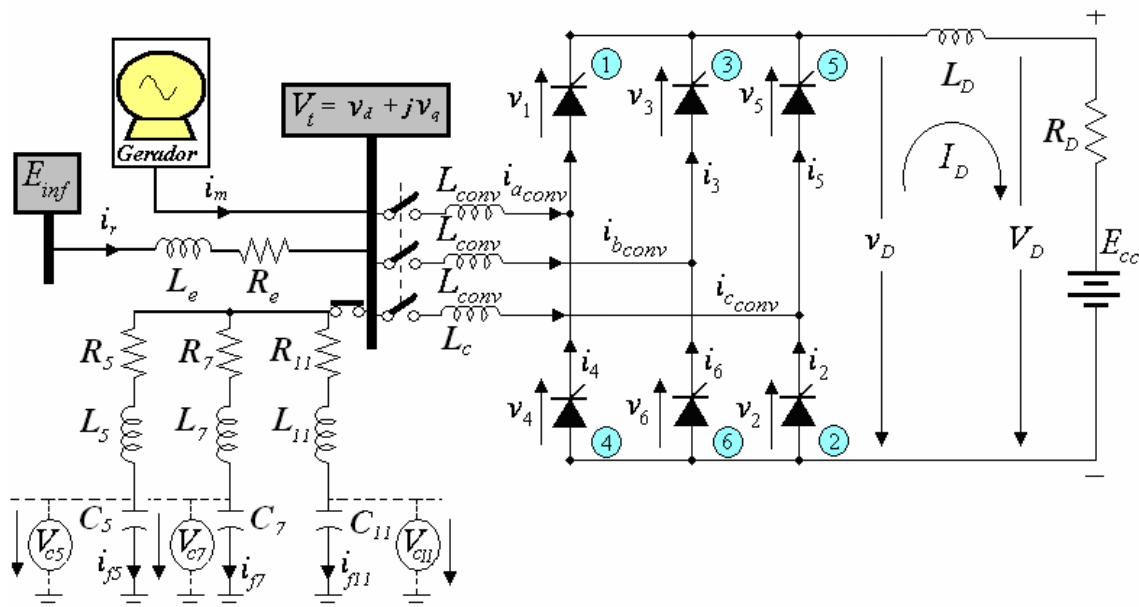 Gerador
V_t = v_d + jv_q
E_inf
i_m
i_r
L_e
R_e
L_conv
i_a_conv
L_conv
i_b_conv
L_conv
i_c_conv
L_c
R_5
R_7
R_11
L_5
L_7
L_11
C_5
C_7
C_11
V_c5
V_c7
V_c11
i_f5
i_f7
i_f11
1
3
5
v_1
v_3
v_5
i_3
i_5
i_4
i_6
i_2
v_4
v_6
v_2
4
6
2
+
L_D
R_D
I_D
v_D
V_D
E_cc
−